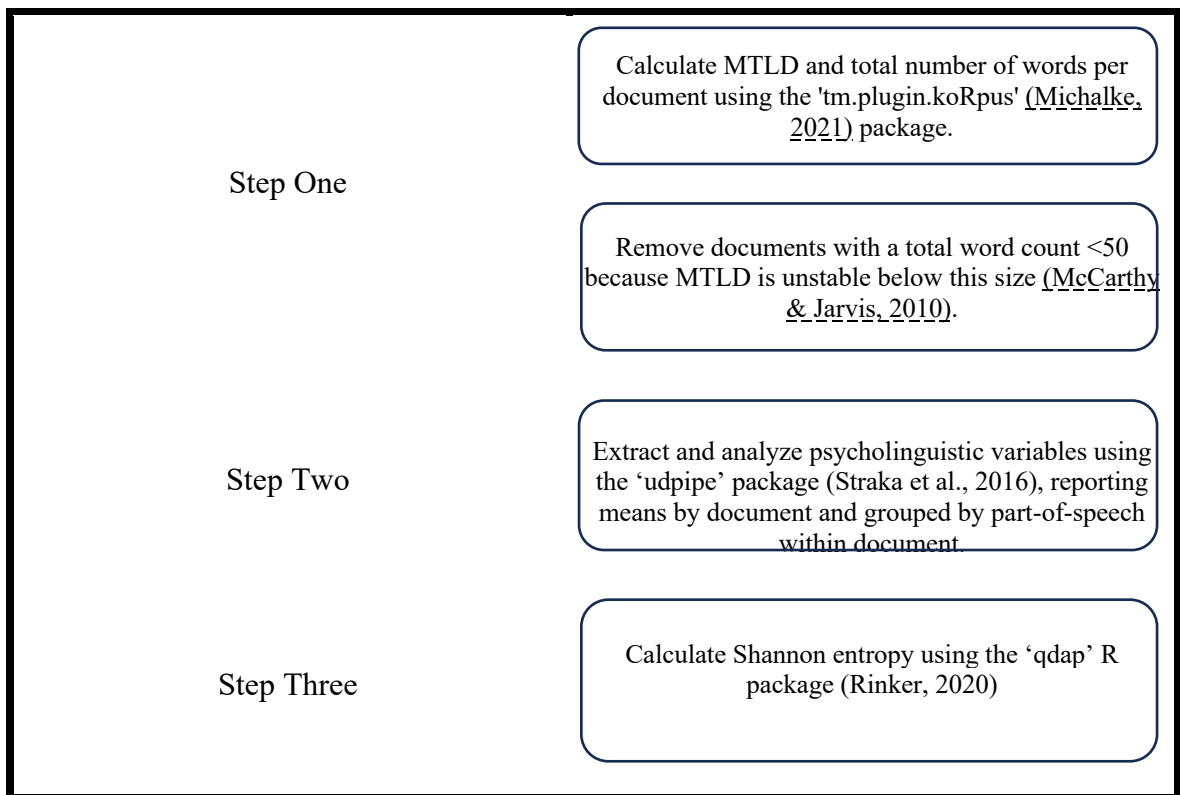 Calculate MTLD and total number of words per
document using the 'tm.plugin.koRpus' (Michalke,
2021) package.
Step One
Remove documents with a total word count <50
because MTLD is unstable below this size (McCarthy
& Jarvis, 2010).
Step Two
Extract and analyze psycholinguistic variables using
the ‘udpipe’ package (Straka et al., 2016), reporting
means by document and grouped by part-of-speech
within document.
Step Three
Calculate Shannon entropy using the ‘qdap’ R
package (Rinker, 2020)